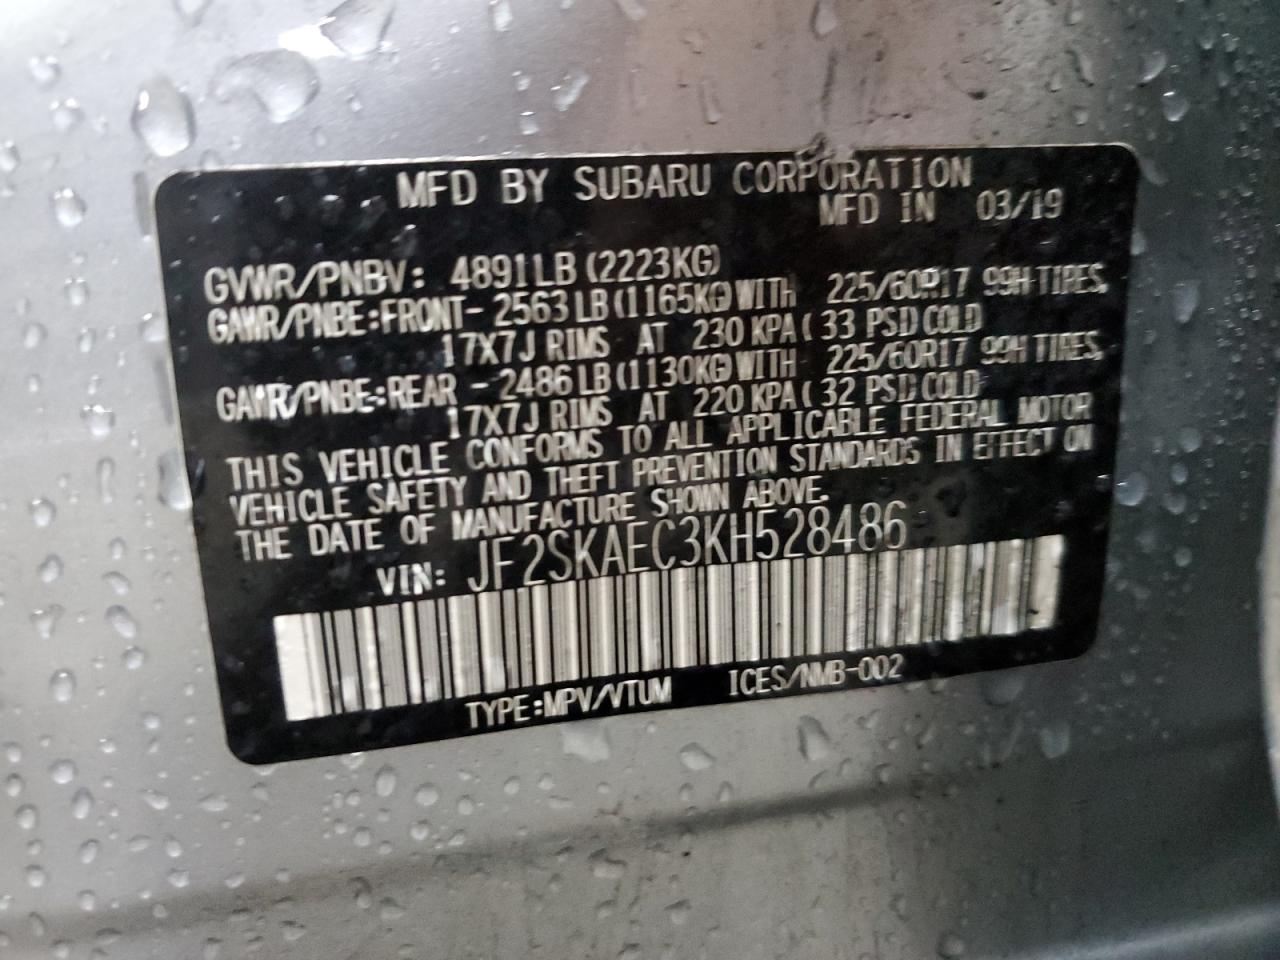 MFD BY SUBARU CORPORATION
MFD IN 03/19
GVWR/PNBV: 4891LB (2223KG)
GAWR/PNBE:FRONT- 2563LB(1165KG)WITH 225/60R17 99H TIRES,
17X7J RIMS AT 230 KPA( 33 PSI)COLD
GAWR/PNBE:REAR - 2486LB(1130KG)WITH 225/60R17 99H TIRES,
17X7J RIMS AT 220 KPA( 32 PSI)COLD
THIS VEHICLE CONFORMS TO ALL APPLICABLE FEDERAL MOTOR
VEHICLE SAFETY AND THEFT PREVENTION STANDARDS IN EFFECT ON
THE DATE OF MANUFACTURE SHOWN ABOVE.
VIN: JF2SKAEC3KH528486
TYPE:MPV/VTUM ICES/NMB-002